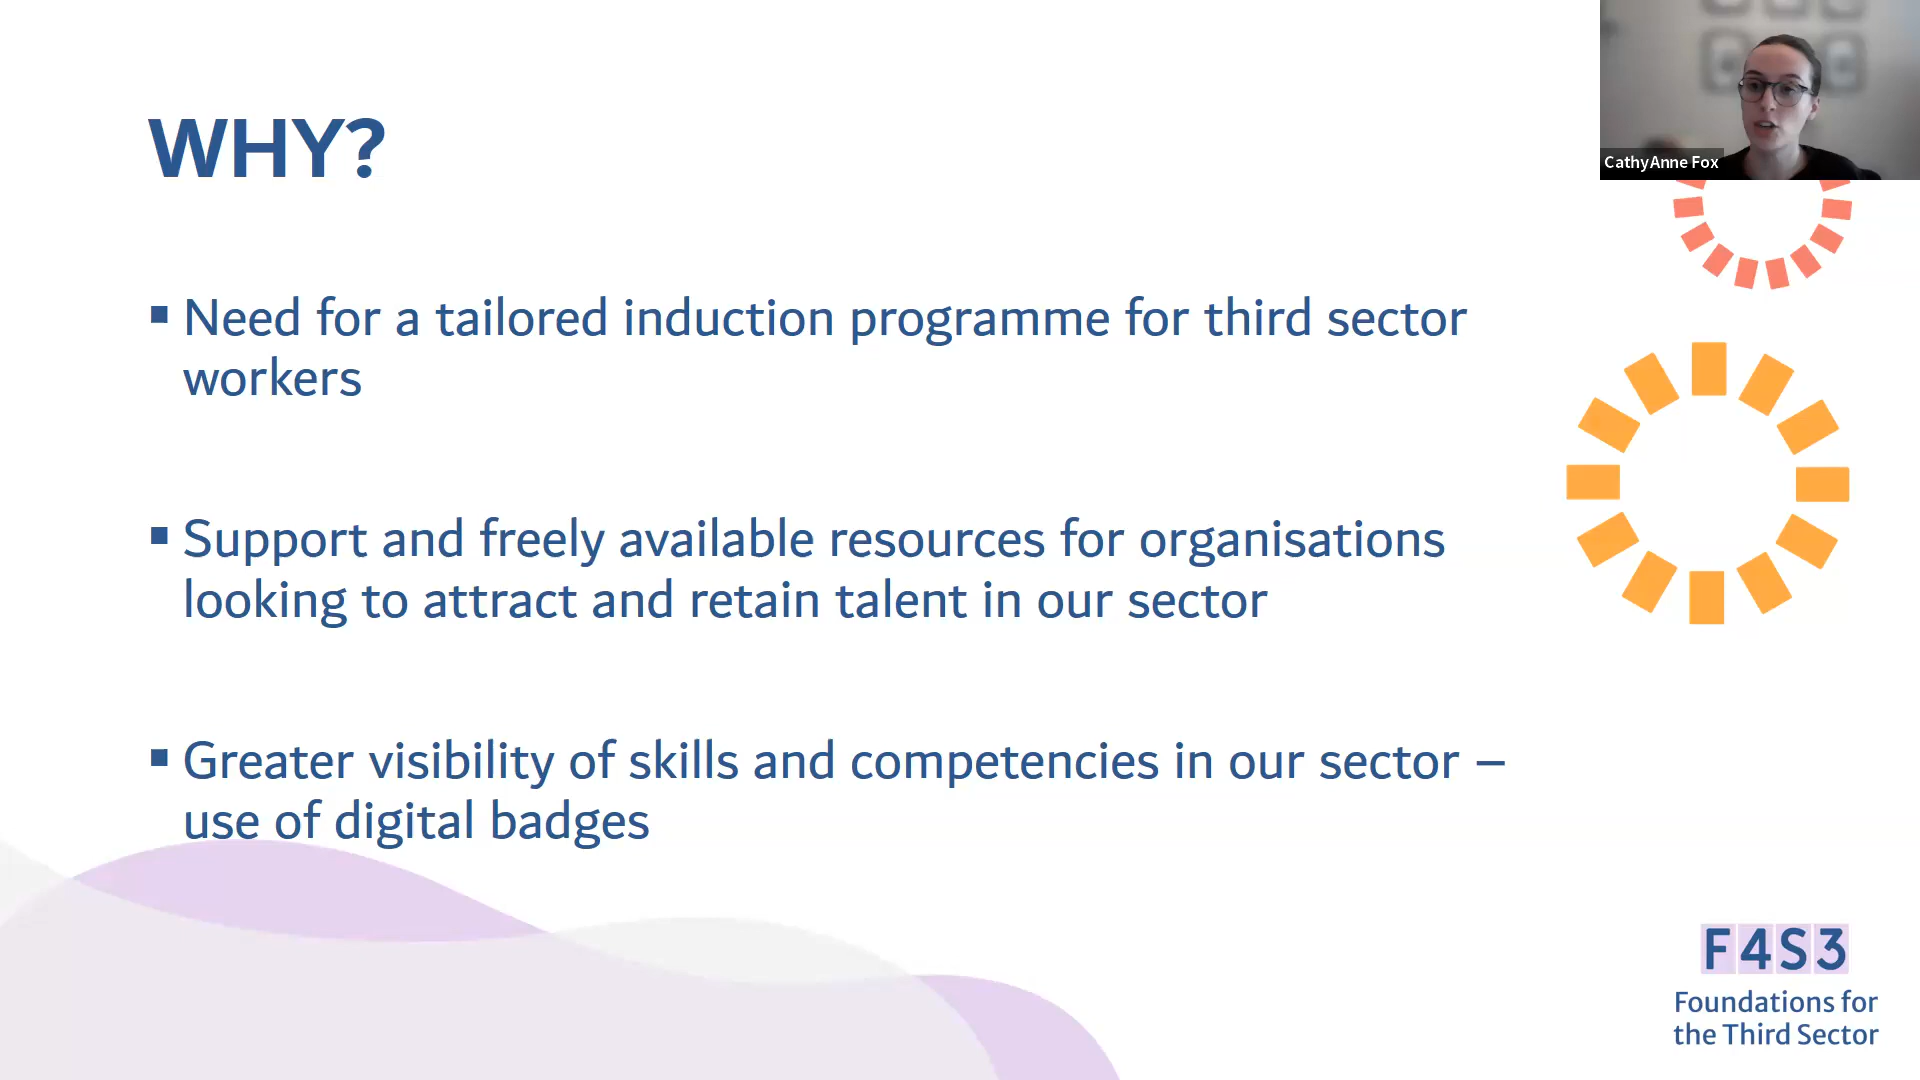 WHY?
CathyAnne Fox
▪ Need for a tailored induction programme for third sector
workers
▪ Support and freely available resources for organisations
looking to attract and retain talent in our sector
▪ Greater visibility of skills and competencies in our sector –
use of digital badges
F4S3
Foundations for
the Third Sector